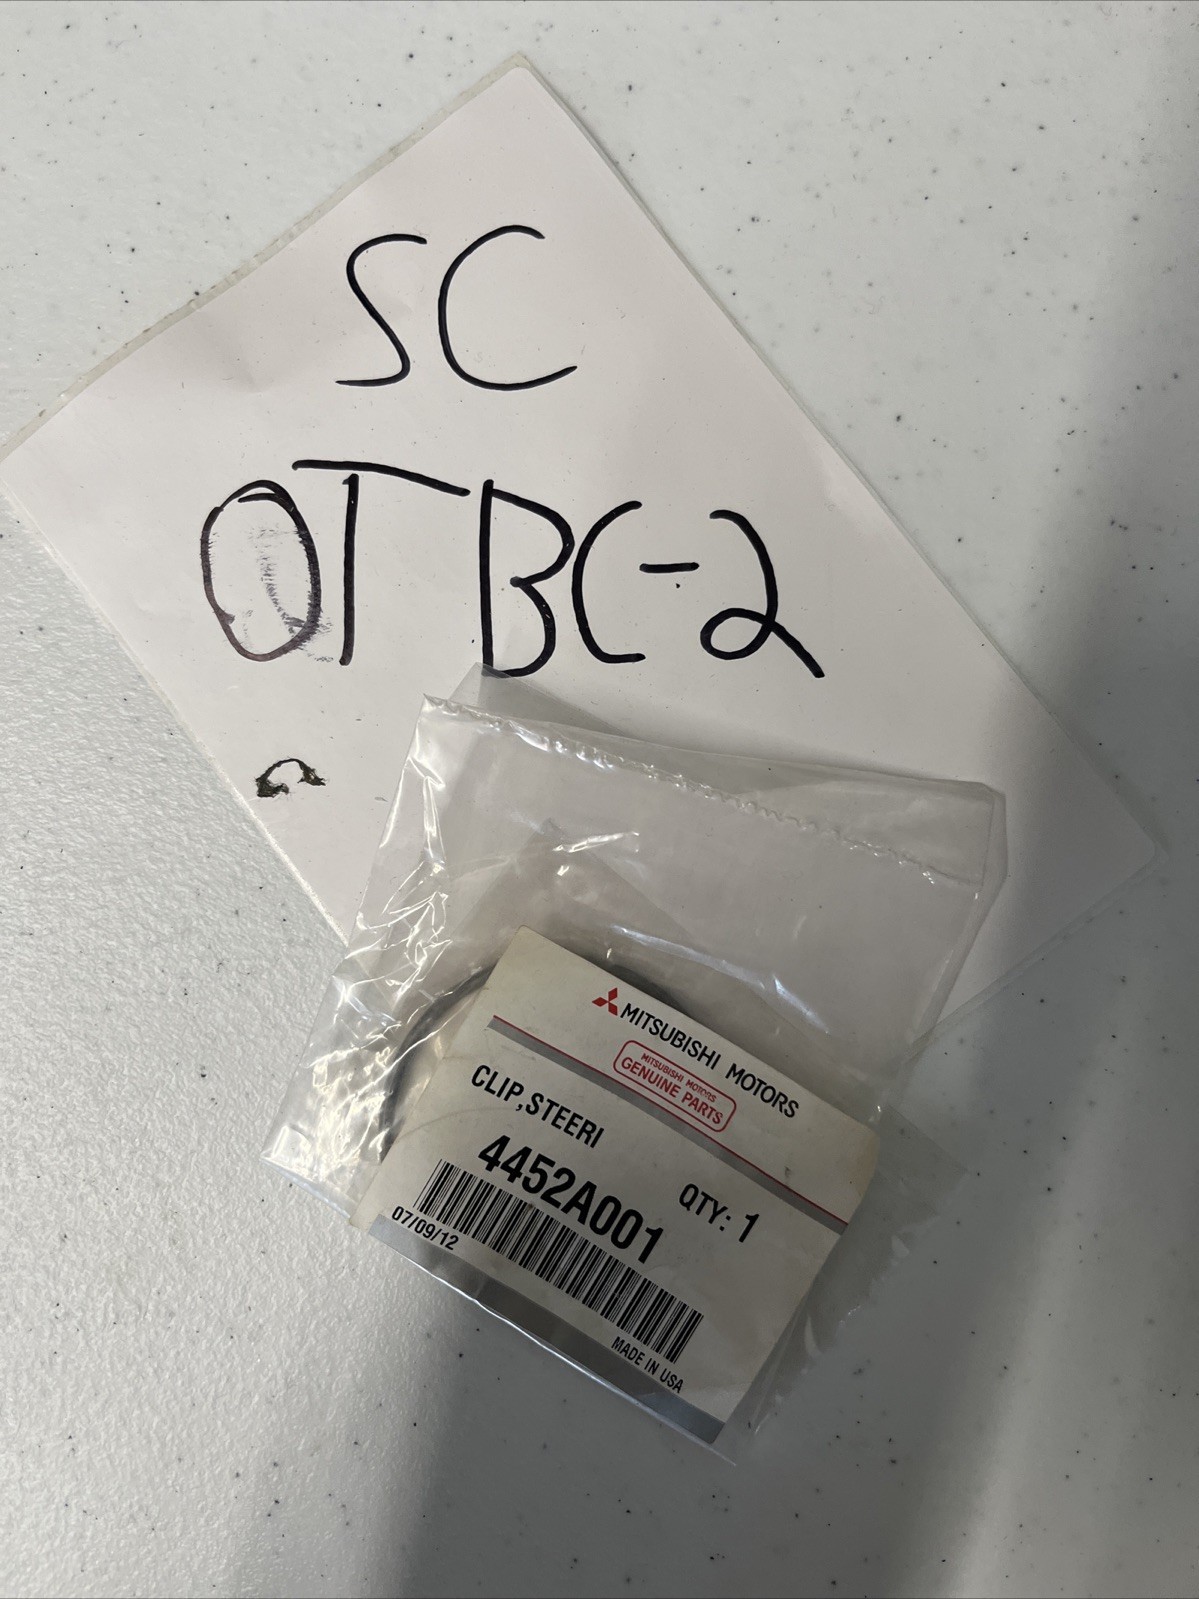 SC
OTBC-2
MITSUBISHI MOTORS
MITSUBISHI MOTORS
GENUINE PARTS
CLIP,STEERI
4452A001
QTY: 1
07/09/12
MADE IN USA